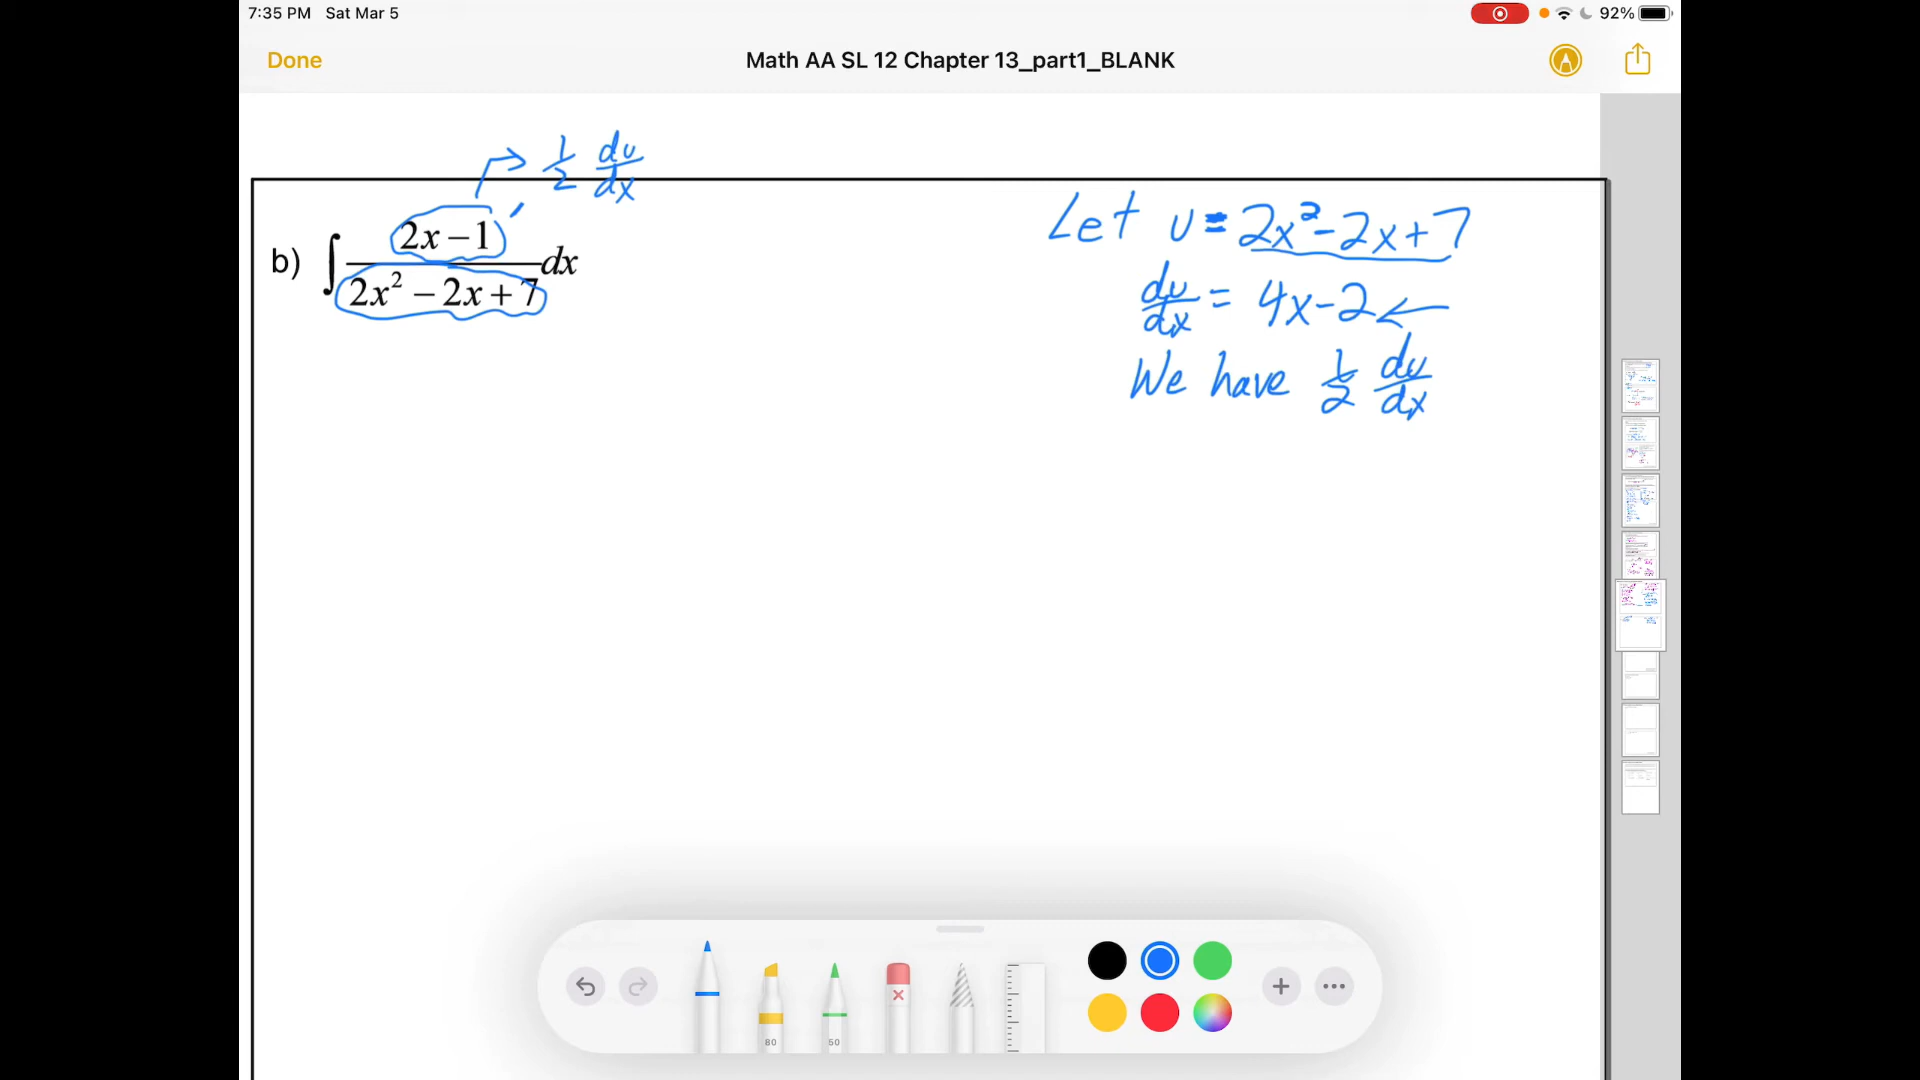 7:35 PM Sat Mar 5
92%
Done
Math AA SL 12 Chapter 13_part1_BLANK
→ 1/2 du/dx
b) ∫ (2x − 1)/(2x² − 2x + 7) dx
Let u = 2x² − 2x + 7
du/dx = 4x − 2 ←
We have 1/2 du/dx
80
50